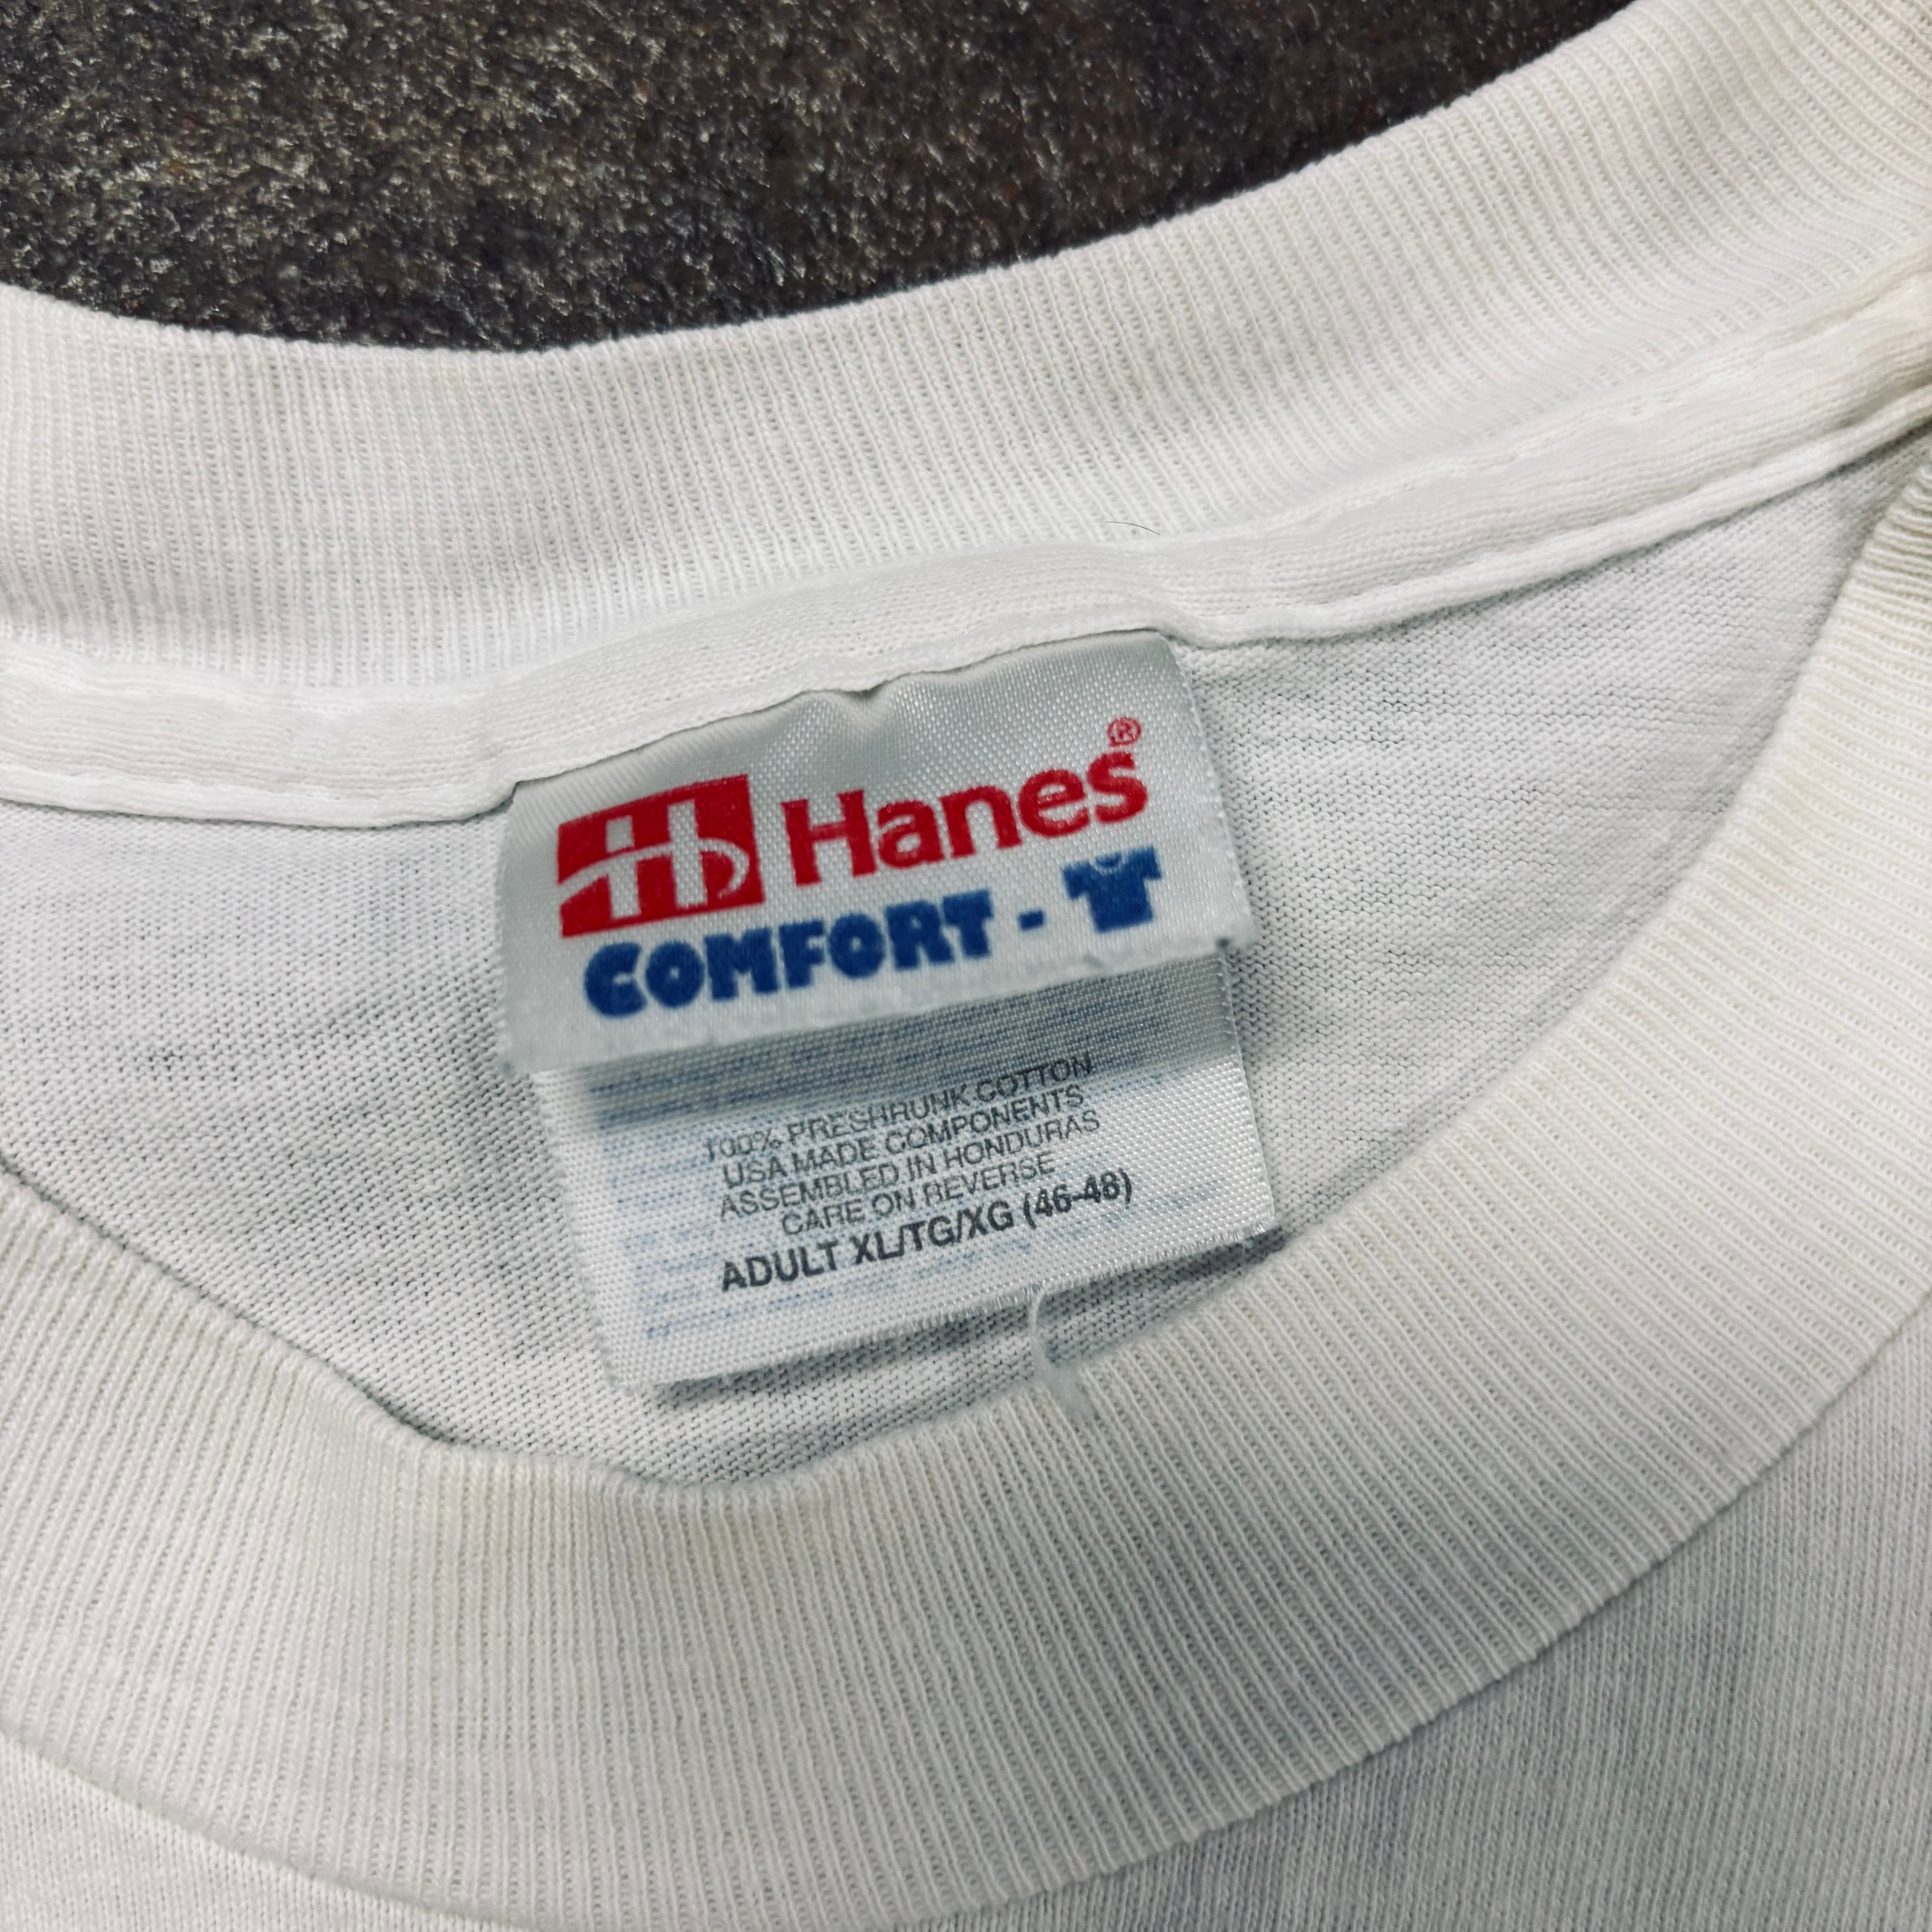 Hanes®
COMFORT -
100% PRESHRUNK COTTON
USA MADE COMPONENTS
ASSEMBLED IN HONDURAS
CARE ON REVERSE
ADULT XL/TG/XG (46-48)